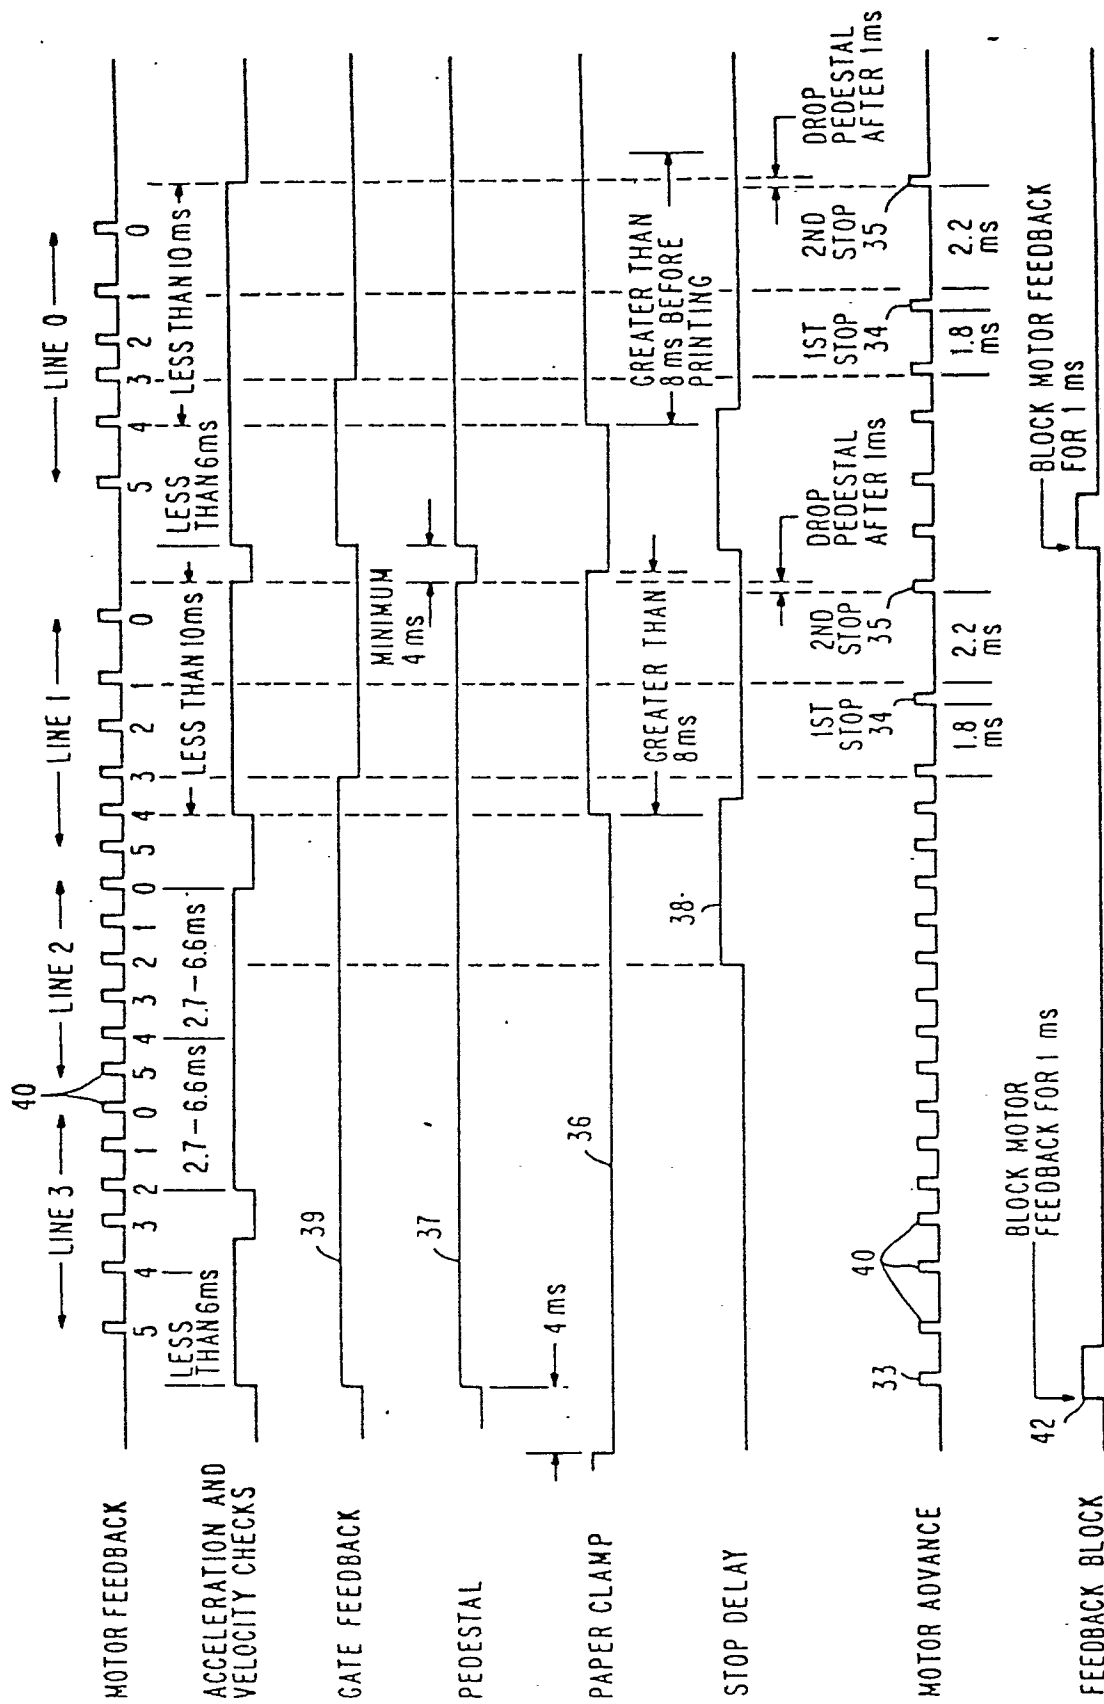 40
LINE 3
LINE 2
LINE 1
LINE 0
MOTOR FEEDBACK
5 4 3 2 1 0 5 4 3 2 1 0 5 4 3 2 1 0 5 4 3 2 1 0
ACCELERATION AND
VELOCITY CHECKS
LESS
THAN 6ms
2.7-6.6ms
2.7-6.6ms
LESS THAN 10ms
LESS
THAN 6ms
LESS THAN 10ms
GATE FEEDBACK
39
MINIMUM
4 ms
PEDESTAL
37
4 ms
PAPER CLAMP
36
GREATER THAN
8ms
GREATER THAN
8ms BEFORE
PRINTING
STOP DELAY
38
DROP
PEDESTAL
AFTER 1ms
DROP
PEDESTAL
AFTER 1ms
1ST
STOP
34
2ND
STOP
35
1ST
STOP
34
2ND
STOP
35
MOTOR ADVANCE
33
40
1.8
ms
2.2
ms
1.8
ms
2.2
ms
BLOCK MOTOR
FEEDBACK FOR 1 ms
BLOCK MOTOR FEEDBACK
FOR 1 ms
FEEDBACK BLOCK
42